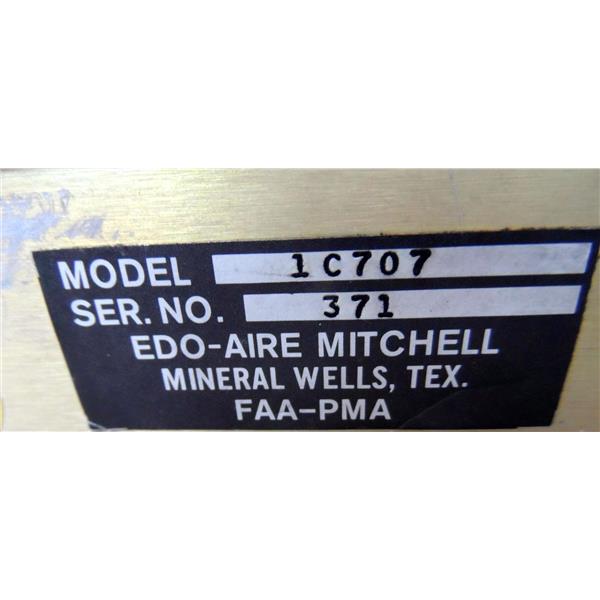 MODEL 1C707
SER. NO. 371
EDO-AIRE MITCHELL
MINERAL WELLS, TEX.
FAA-PMA